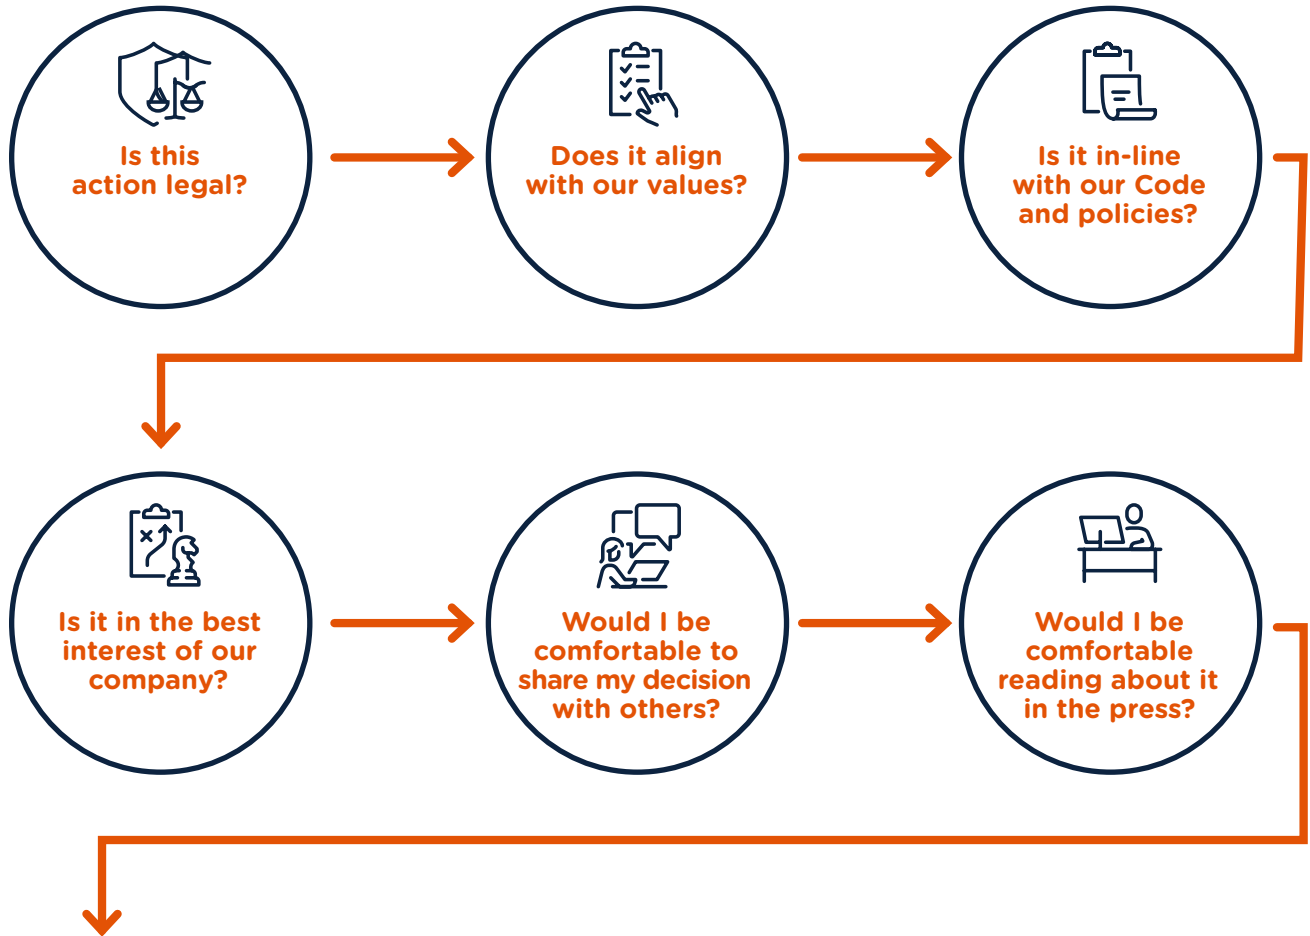 Is this
action legal?
Does it align
with our values?
Is it in-line
with our Code
and policies?
Is it in the best
interest of our
company?
Would I be
comfortable to
share my decision
with others?
Would I be
comfortable
reading about it
in the press?